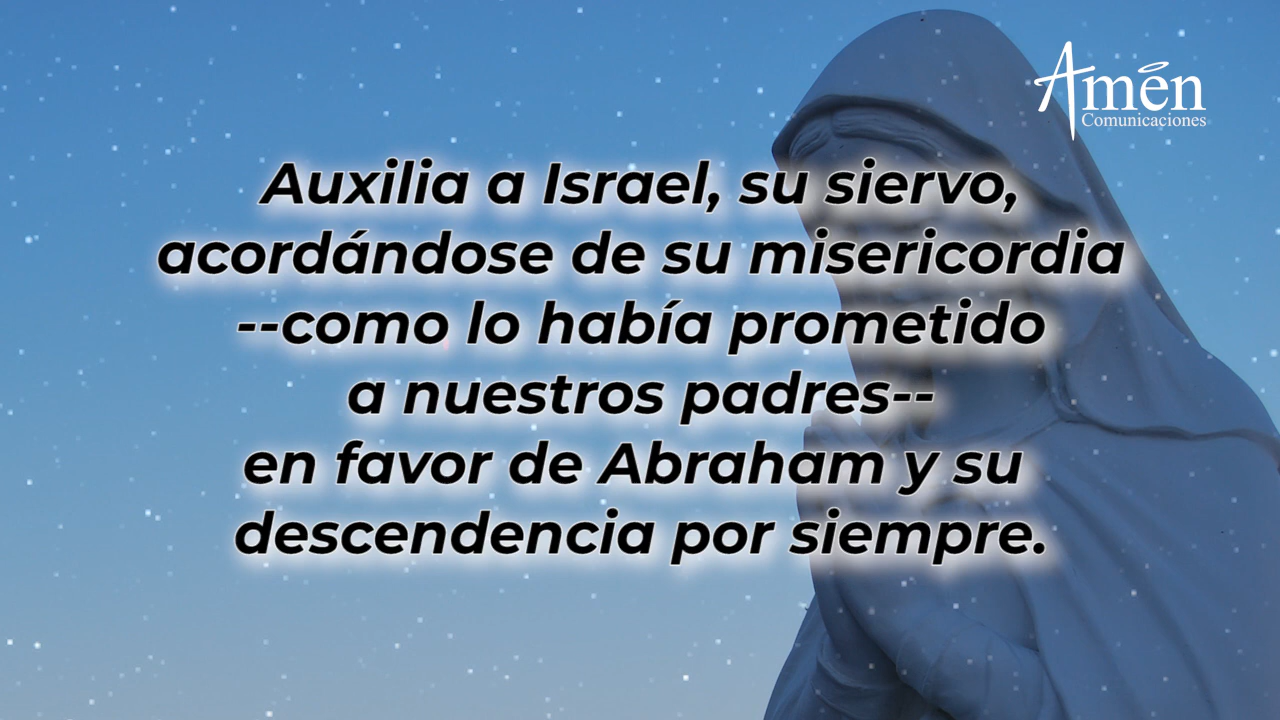 Amén
Comunicaciones
Auxilia a Israel, su siervo,
acordándose de su misericordia
--como lo había prometido
a nuestros padres--
en favor de Abraham y su
descendencia por siempre.